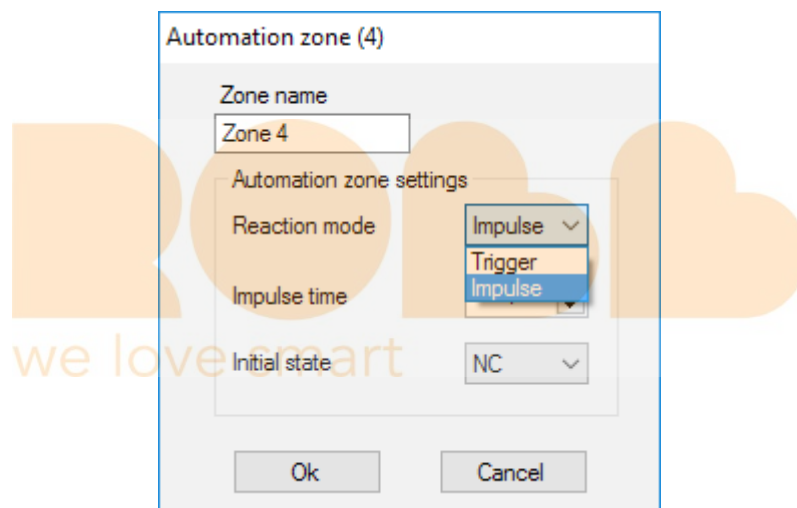 Automation zone (4)
Zone name
Zone 4
Automation zone settings
Reaction mode
Impulse
Trigger
Impulse
Impulse time
Initial state
NC
we love smart
Ok
Cancel